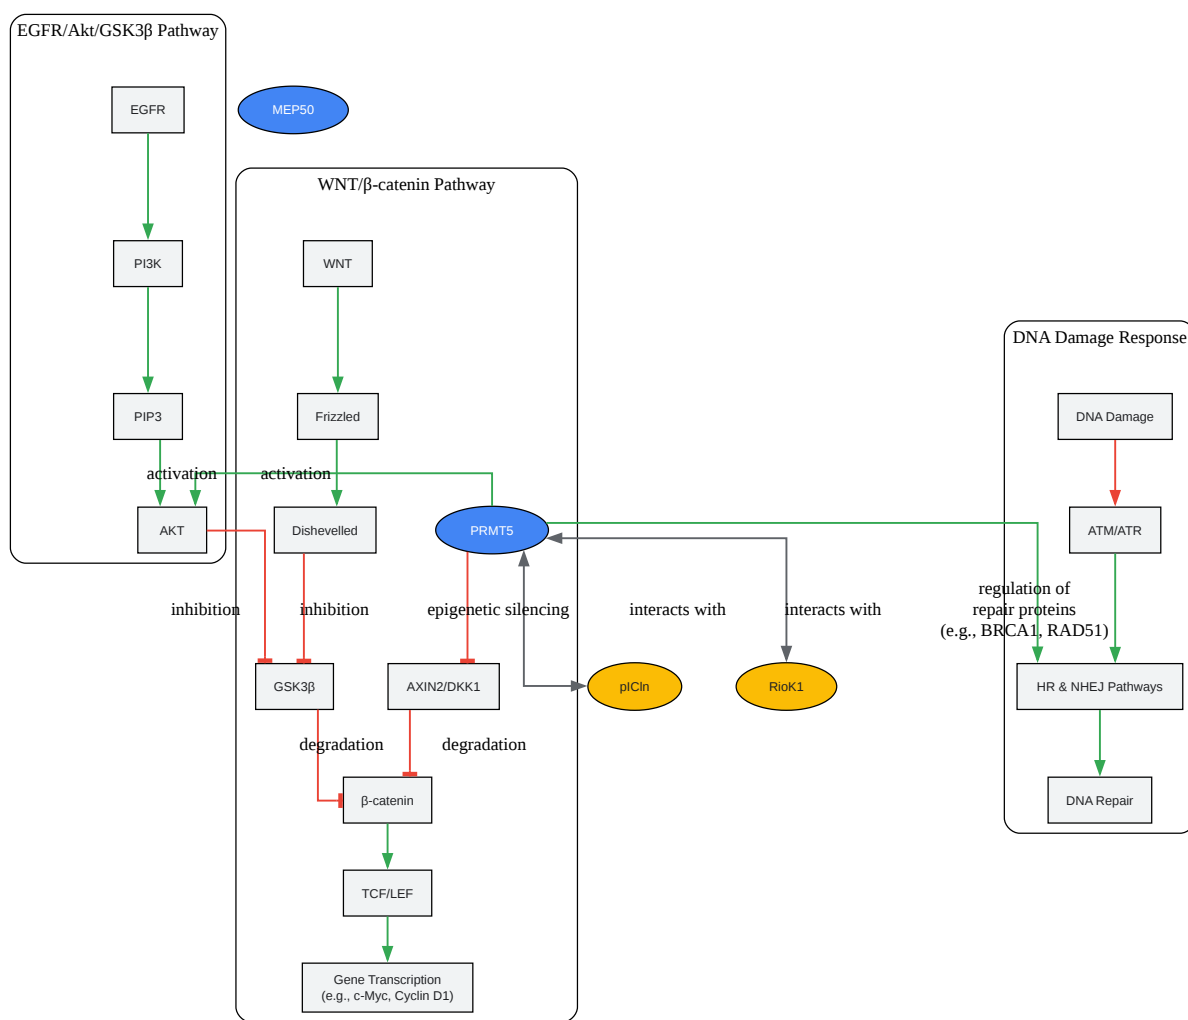 EGFR/Akt/GSK3β Pathway
EGFR
MEP50
WNT/β-catenin Pathway
PI3K
WNT
DNA Damage Response
PIP3
Frizzled
DNA Damage
activation
activation
AKT
Dishevelled
PRMT5
ATM/ATR
inhibition
inhibition
epigenetic silencing
interacts with
interacts with
regulation of
repair proteins
(e.g., BRCA1, RAD51)
GSK3β
AXIN2/DKK1
pICln
RioK1
HR & NHEJ Pathways
degradation
degradation
β-catenin
DNA Repair
TCF/LEF
Gene Transcription
(e.g., c-Myc, Cyclin D1)